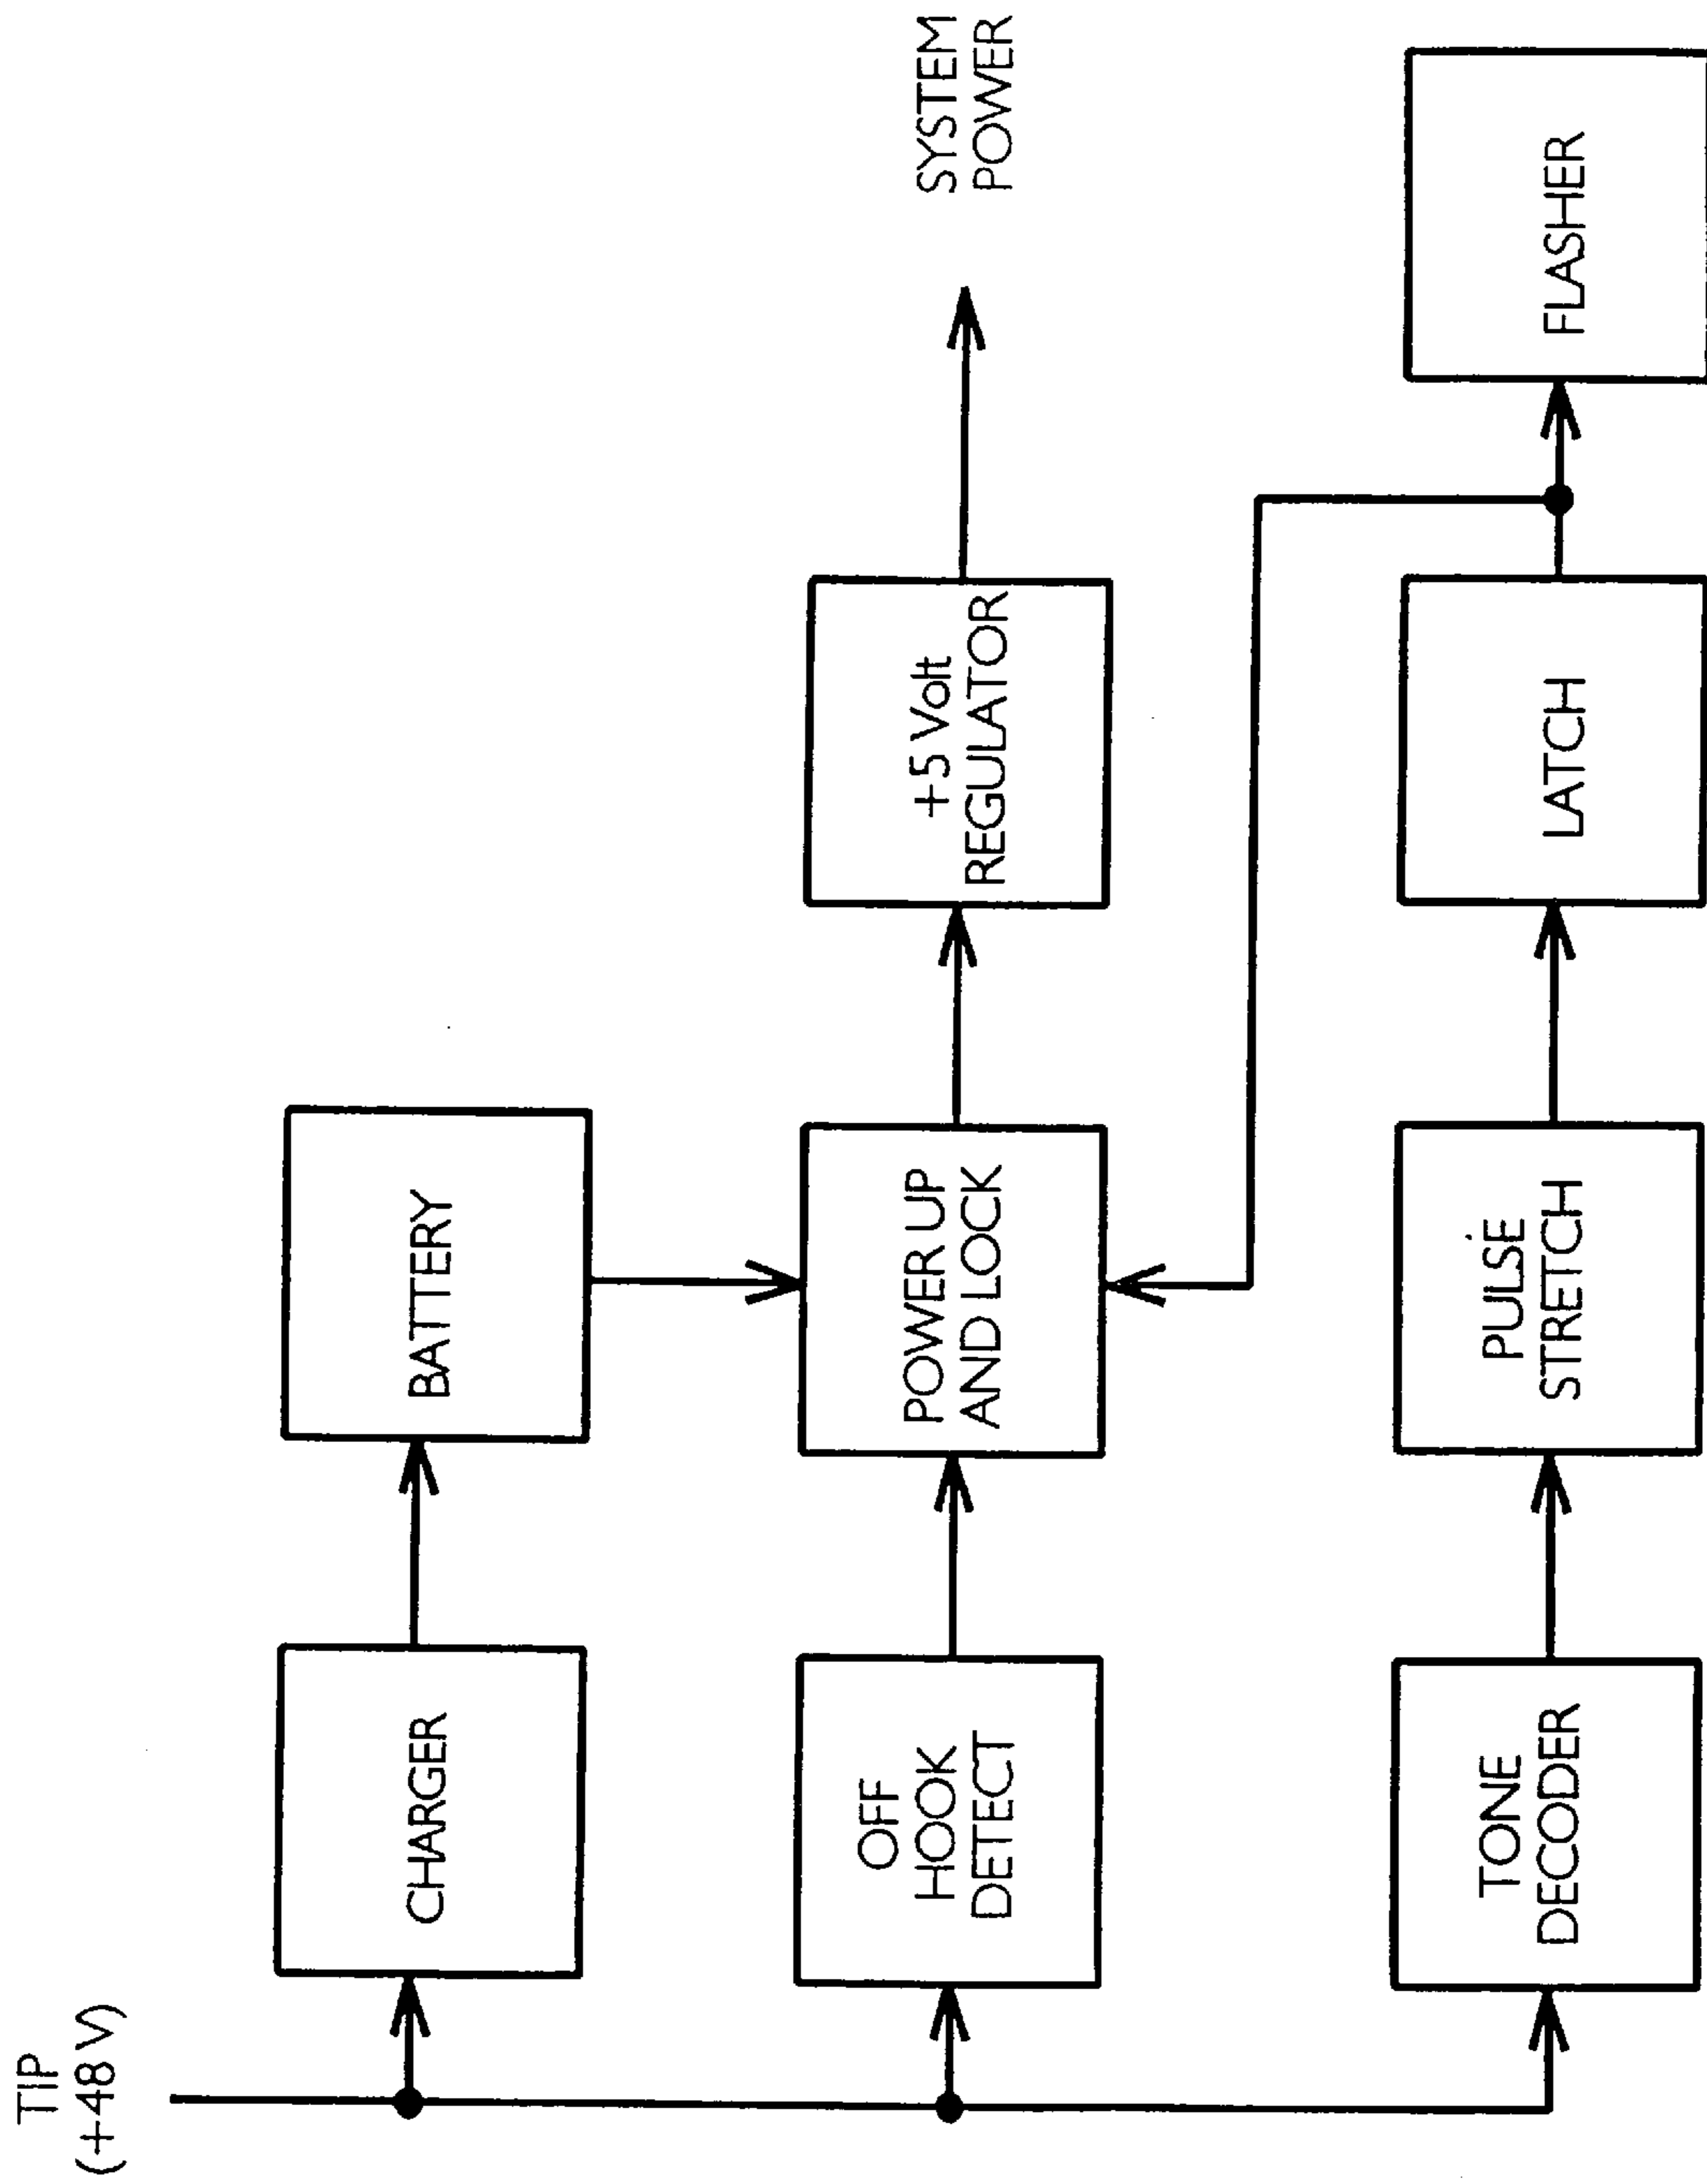 TIP
(+48 V)
CHARGER
BATTERY
OFF
HOOK
DETECT
POWER UP
AND LOCK
+5 Volt
REGULATOR
SYSTEM
POWER
TONE
DECODER
PULSE
STRETCH
LATCH
FLASHER